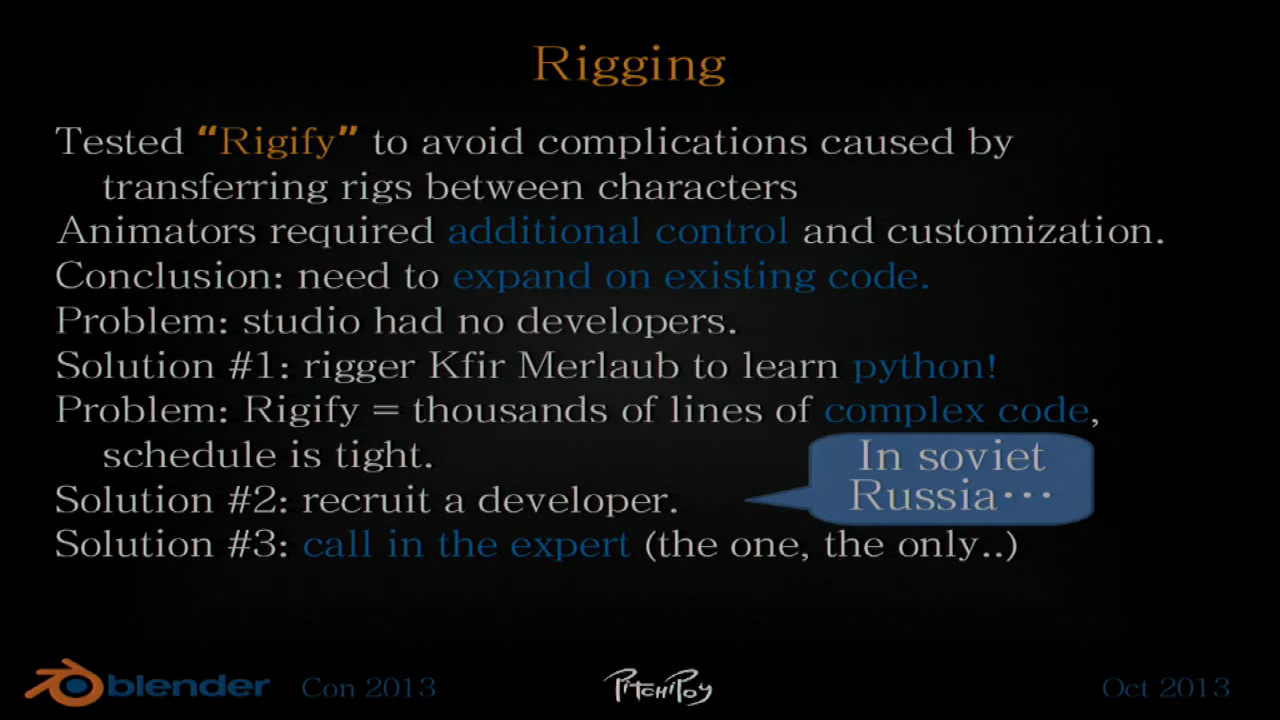 Rigging
Tested “Rigify” to avoid complications caused by
transferring rigs between characters
Animators required additional control and customization.
Conclusion: need to expand on existing code.
Problem: studio had no developers.
Solution #1: rigger Kfir Merlaub to learn python!
Problem: Rigify = thousands of lines of complex code,
schedule is tight.
In soviet
Russia···
Solution #2: recruit a developer.
Solution #3: call in the expert (the one, the only..)
blender Con 2013
PitchiPoy
Oct 2013